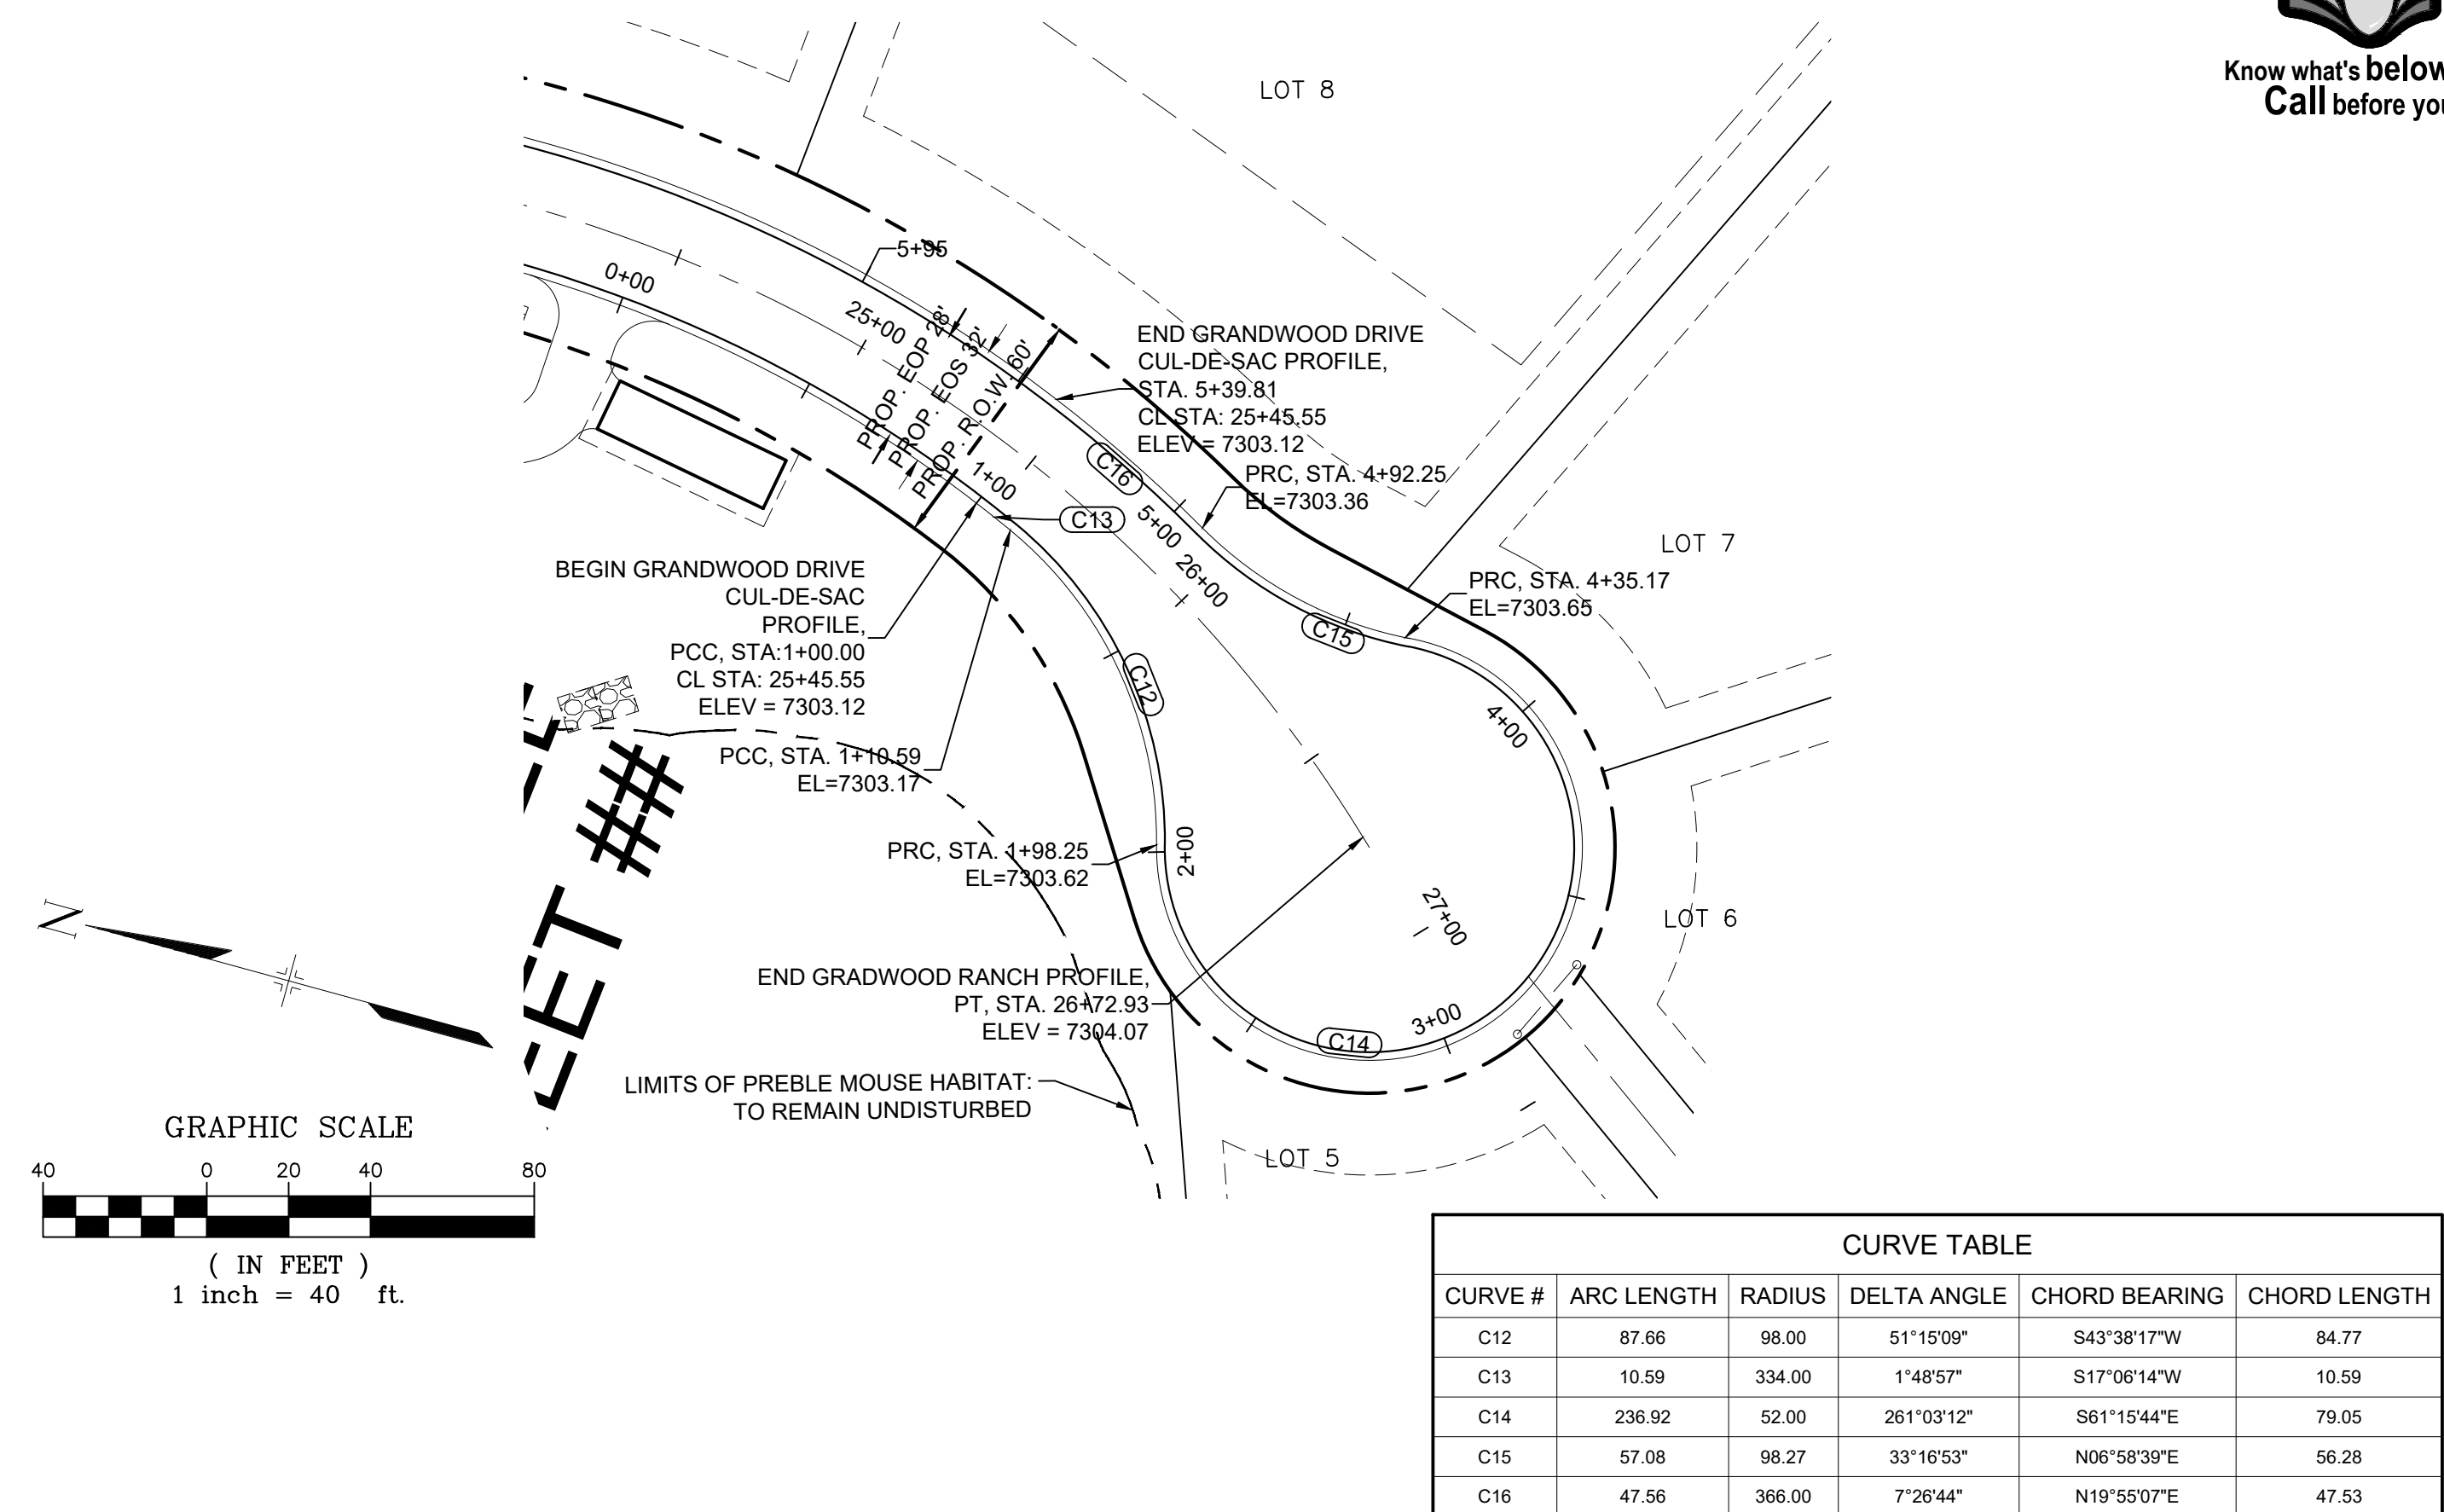 Know what's below
Call before you
LOT 8
5+95
0+00
25+00
PROP. EOP 28'
PROP. EOS 32'
PROP. R.O.W. 60'
END GRANDWOOD DRIVE
CUL-DE-SAC PROFILE,
STA. 5+39.81
CL STA: 25+45.55
ELEV = 7303.12
C16
PRC, STA. 4+92.25
EL=7303.36
1+00
C13
5+00
26+00
LOT 7
BEGIN GRANDWOOD DRIVE
CUL-DE-SAC
PROFILE,
PCC, STA:1+00.00
CL STA: 25+45.55
ELEV = 7303.12
PRC, STA. 4+35.17
EL=7303.65
C15
C12
4+00
PCC, STA. 1+10.59
EL=7303.17
PRC, STA. 1+98.25
EL=7303.62
2+00
27+00
LOT 6
N
END GRADWOOD RANCH PROFILE,
PT, STA. 26+72.93
ELEV = 7304.07
3+00
C14
LIMITS OF PREBLE MOUSE HABITAT:
TO REMAIN UNDISTURBED
LOT 5
##
GRAPHIC SCALE
40 0 20 40 80
( IN FEET )
1 inch = 40 ft.
CURVE TABLE
CURVE # ARC LENGTH RADIUS DELTA ANGLE CHORD BEARING CHORD LENGTH
C12 87.66 98.00 51°15'09" S43°38'17"W 84.77
C13 10.59 334.00 1°48'57" S17°06'14"W 10.59
C14 236.92 52.00 261°03'12" S61°15'44"E 79.05
C15 57.08 98.27 33°16'53" N06°58'39"E 56.28
C16 47.56 366.00 7°26'44" N19°55'07"E 47.53